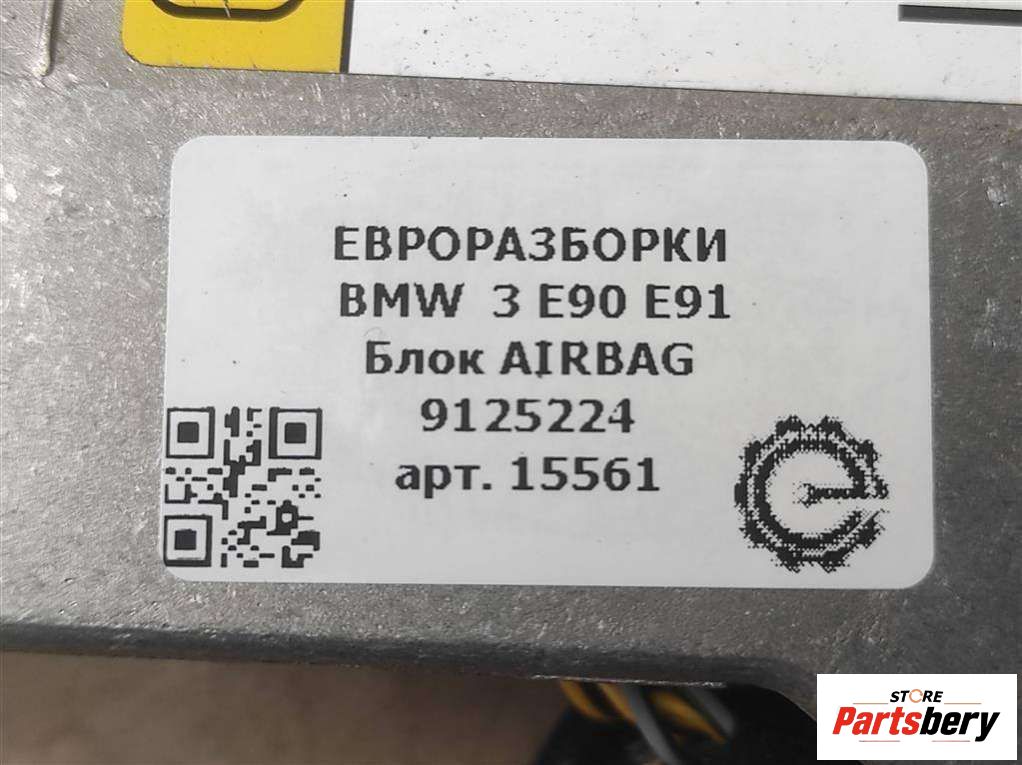 ЕВРОРАЗБОРКИ
BMW 3 E90 E91
Блок AIRBAG
9125224
арт. 15561
STORE
Partsbery